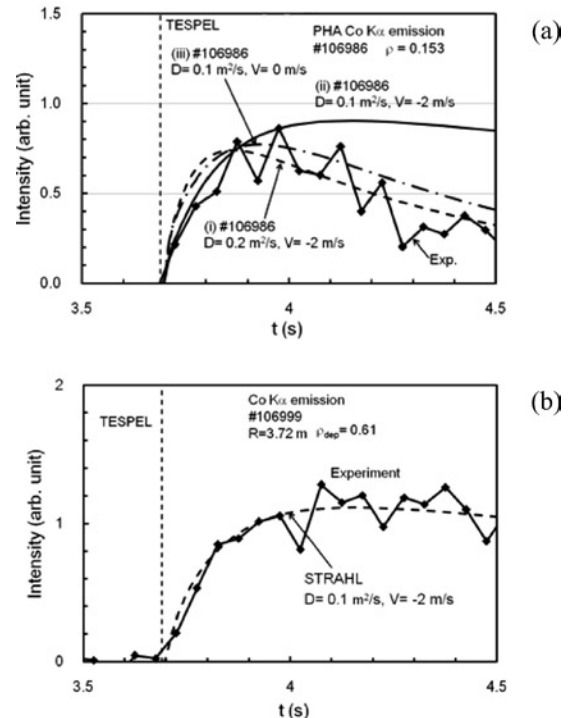 TESPEL
PHA Co Kα emission
#106986 ρ = 0.153
(a)
(iii) #106986
D= 0.1 m²/s, V= 0 m/s
(ii) #106986
D= 0.1 m²/s, V= -2 m/s
1.5
1.0
0.5
0.0
Intensity (arb. unit)
(i) #106986
D= 0.2 m²/s, V= -2 m/s
Exp.
3.5
4
4.5
t (s)
(b)
2
1
0
Intensity (arb. unit)
TESPEL
Co Kα emission
#106999
R=3.72 m ρdep= 0.61
Experiment
STRAHL
D= 0.1 m²/s, V= -2 m/s
3.5
4
4.5
t (s)